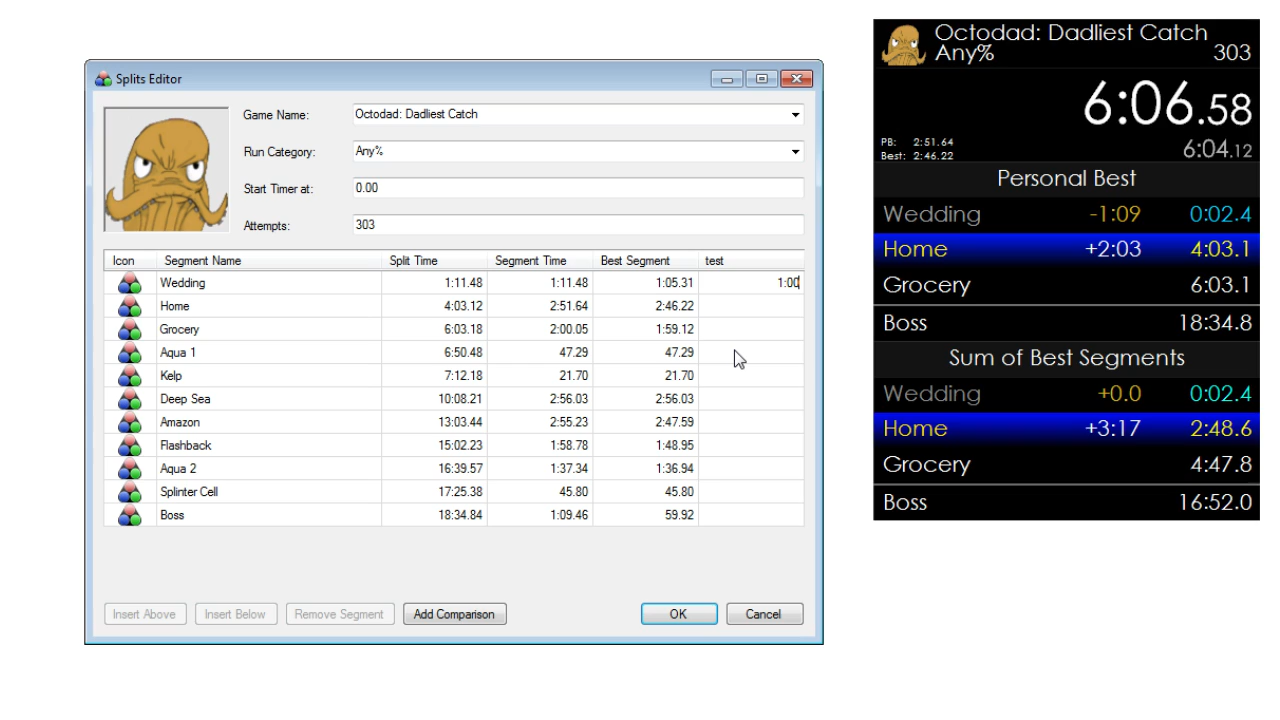 Splits Editor
Game Name: Octodad: Dadliest Catch
Run Category: Any%
Start Timer at: 0.00
Attempts: 303
Icon Segment Name Split Time Segment Time Best Segment test
Wedding 1:11.48 1:11.48 1:05.31 1:00
Home 4:03.12 2:51.64 2:46.22
Grocery 6:03.18 2:00.05 1:59.12
Aqua 1 6:50.48 47.29 47.29
Kelp 7:12.18 21.70 21.70
Deep Sea 10:08.21 2:56.03 2:56.03
Amazon 13:03.44 2:55.23 2:47.59
Flashback 15:02.23 1:58.78 1:48.95
Aqua 2 16:39.57 1:37.34 1:36.94
Splinter Cell 17:25.38 45.80 45.80
Boss 18:34.84 1:09.46 59.92
Insert Above Insert Below Remove Segment Add Comparison OK Cancel
Octodad: Dadliest Catch
Any% 303
6:06.58
PB: 2:51.64
Best: 2:46.22
6:04.12
Personal Best
Wedding -1:09 0:02.4
Home +2:03 4:03.1
Grocery 6:03.1
Boss 18:34.8
Sum of Best Segments
Wedding +0.0 0:02.4
Home +3:17 2:48.6
Grocery 4:47.8
Boss 16:52.0